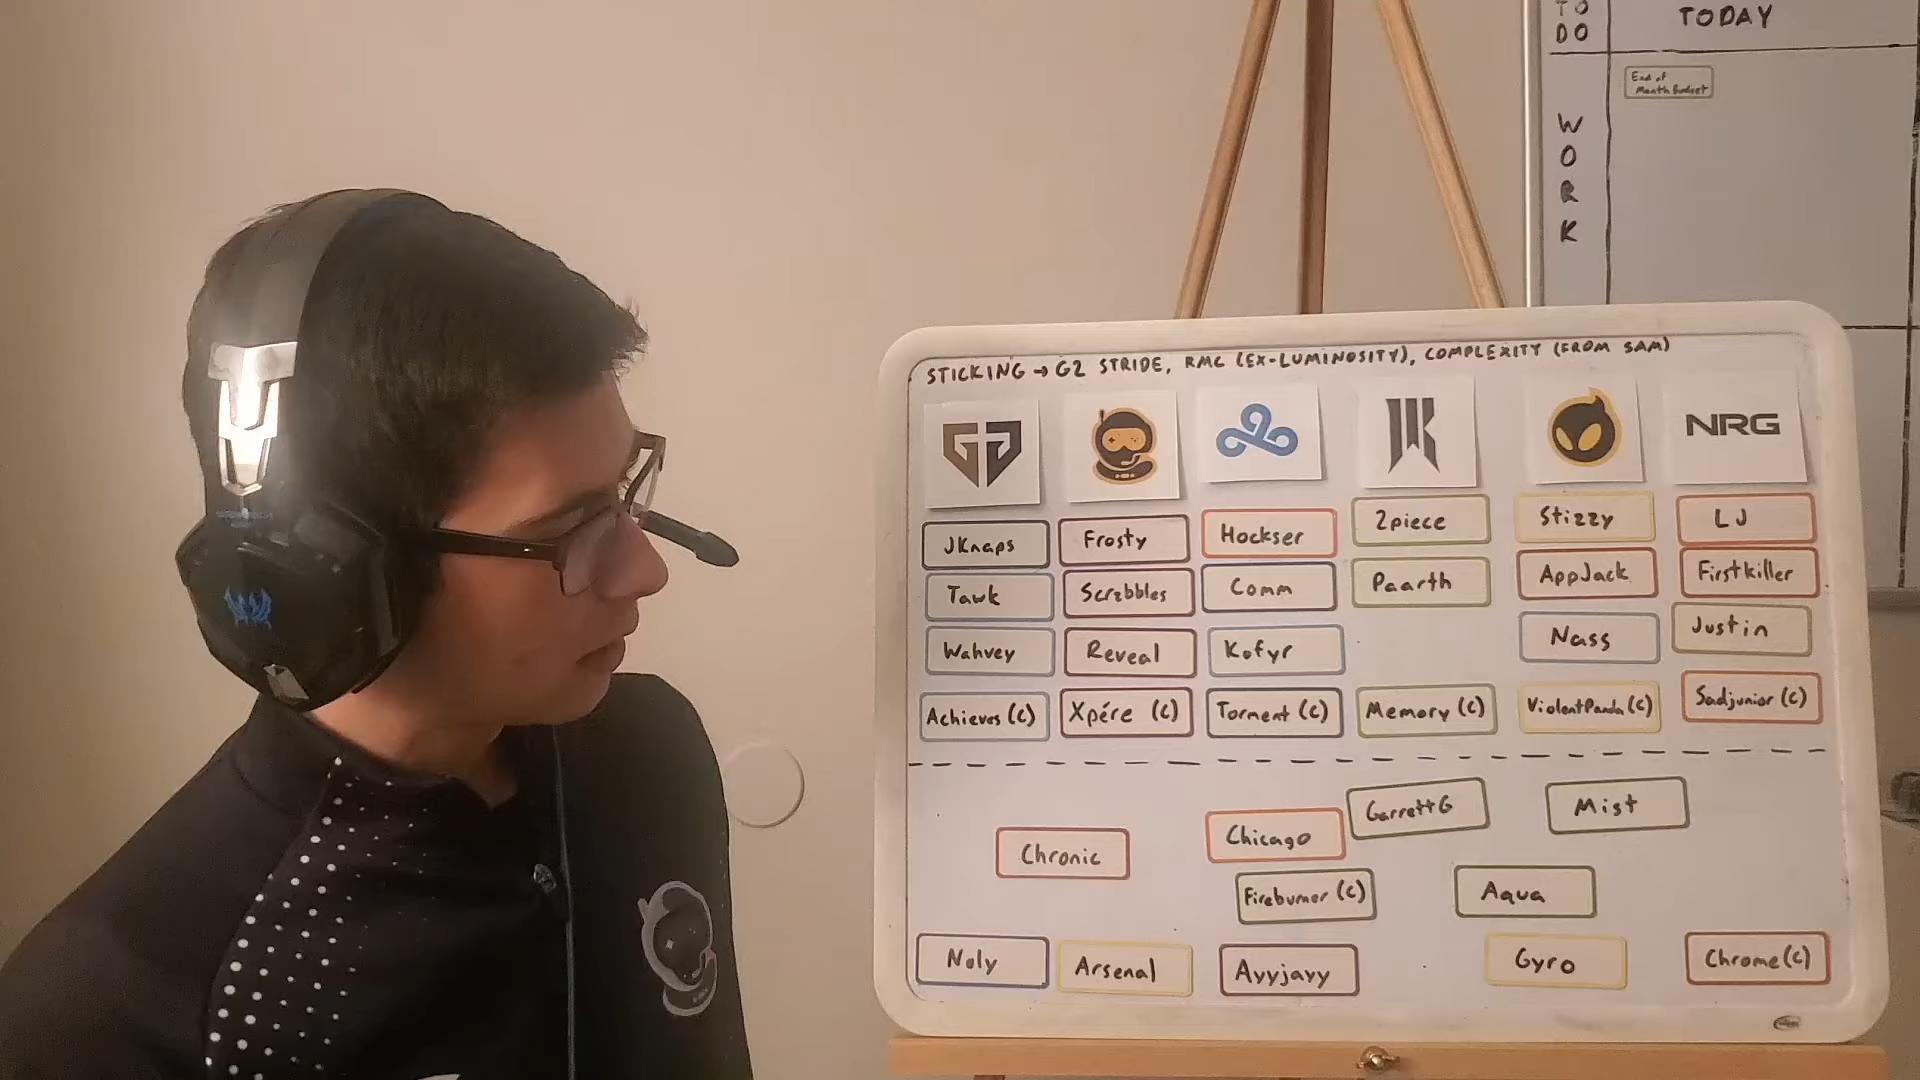 TO
DO
TODAY
End of
Month Budget
W
O
R
K
STICKING → G2 STRIDE, RMC (EX-LUMINOSITY), COMPLEXITY (FROM SAM)
NRG
JKnaps
Frosty
Hockser
2piece
Stizzy
LJ
Tawk
Scrabbles
Comm
Paarth
AppJack
Firstkiller
Wahvey
Reveal
Kofyr
Nass
Justin
Achieves (C)
Xpére (C)
Torment (C)
Memory (C)
ViolentPanda (C)
Sadjunior (C)
Chronic
Chicago
GarrettG
Mist
Fireburner (C)
Aqua
Noly
Arsenal
Ayyjayy
Gyro
Chrome (C)